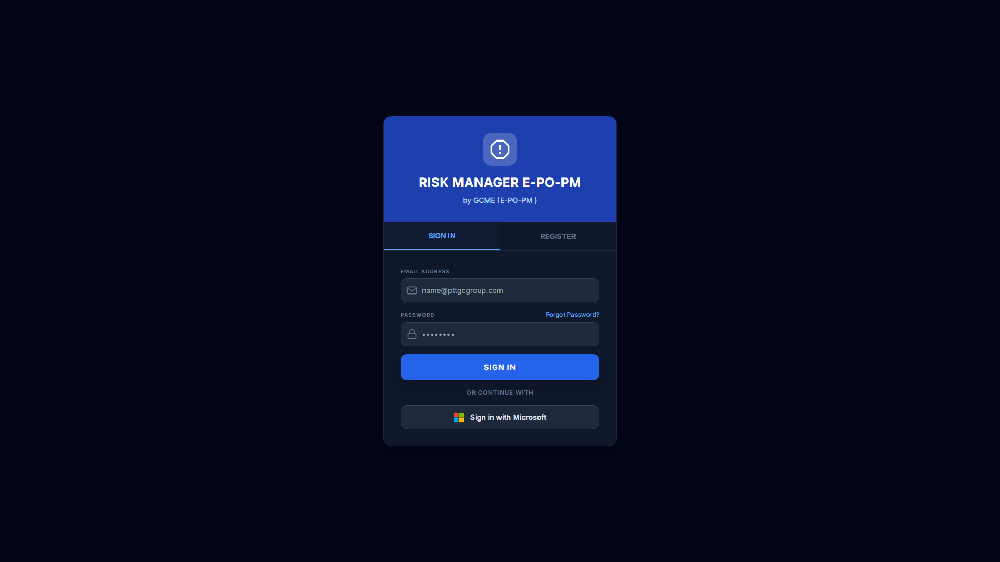 RISK MANAGER E-PO-PM
by GCME (E-PO-PM )
SIGN IN
REGISTER
EMAIL ADDRESS
name@pttgcgroup.com
PASSWORD
Forgot Password?
••••••••
SIGN IN
OR CONTINUE WITH
Sign in with Microsoft